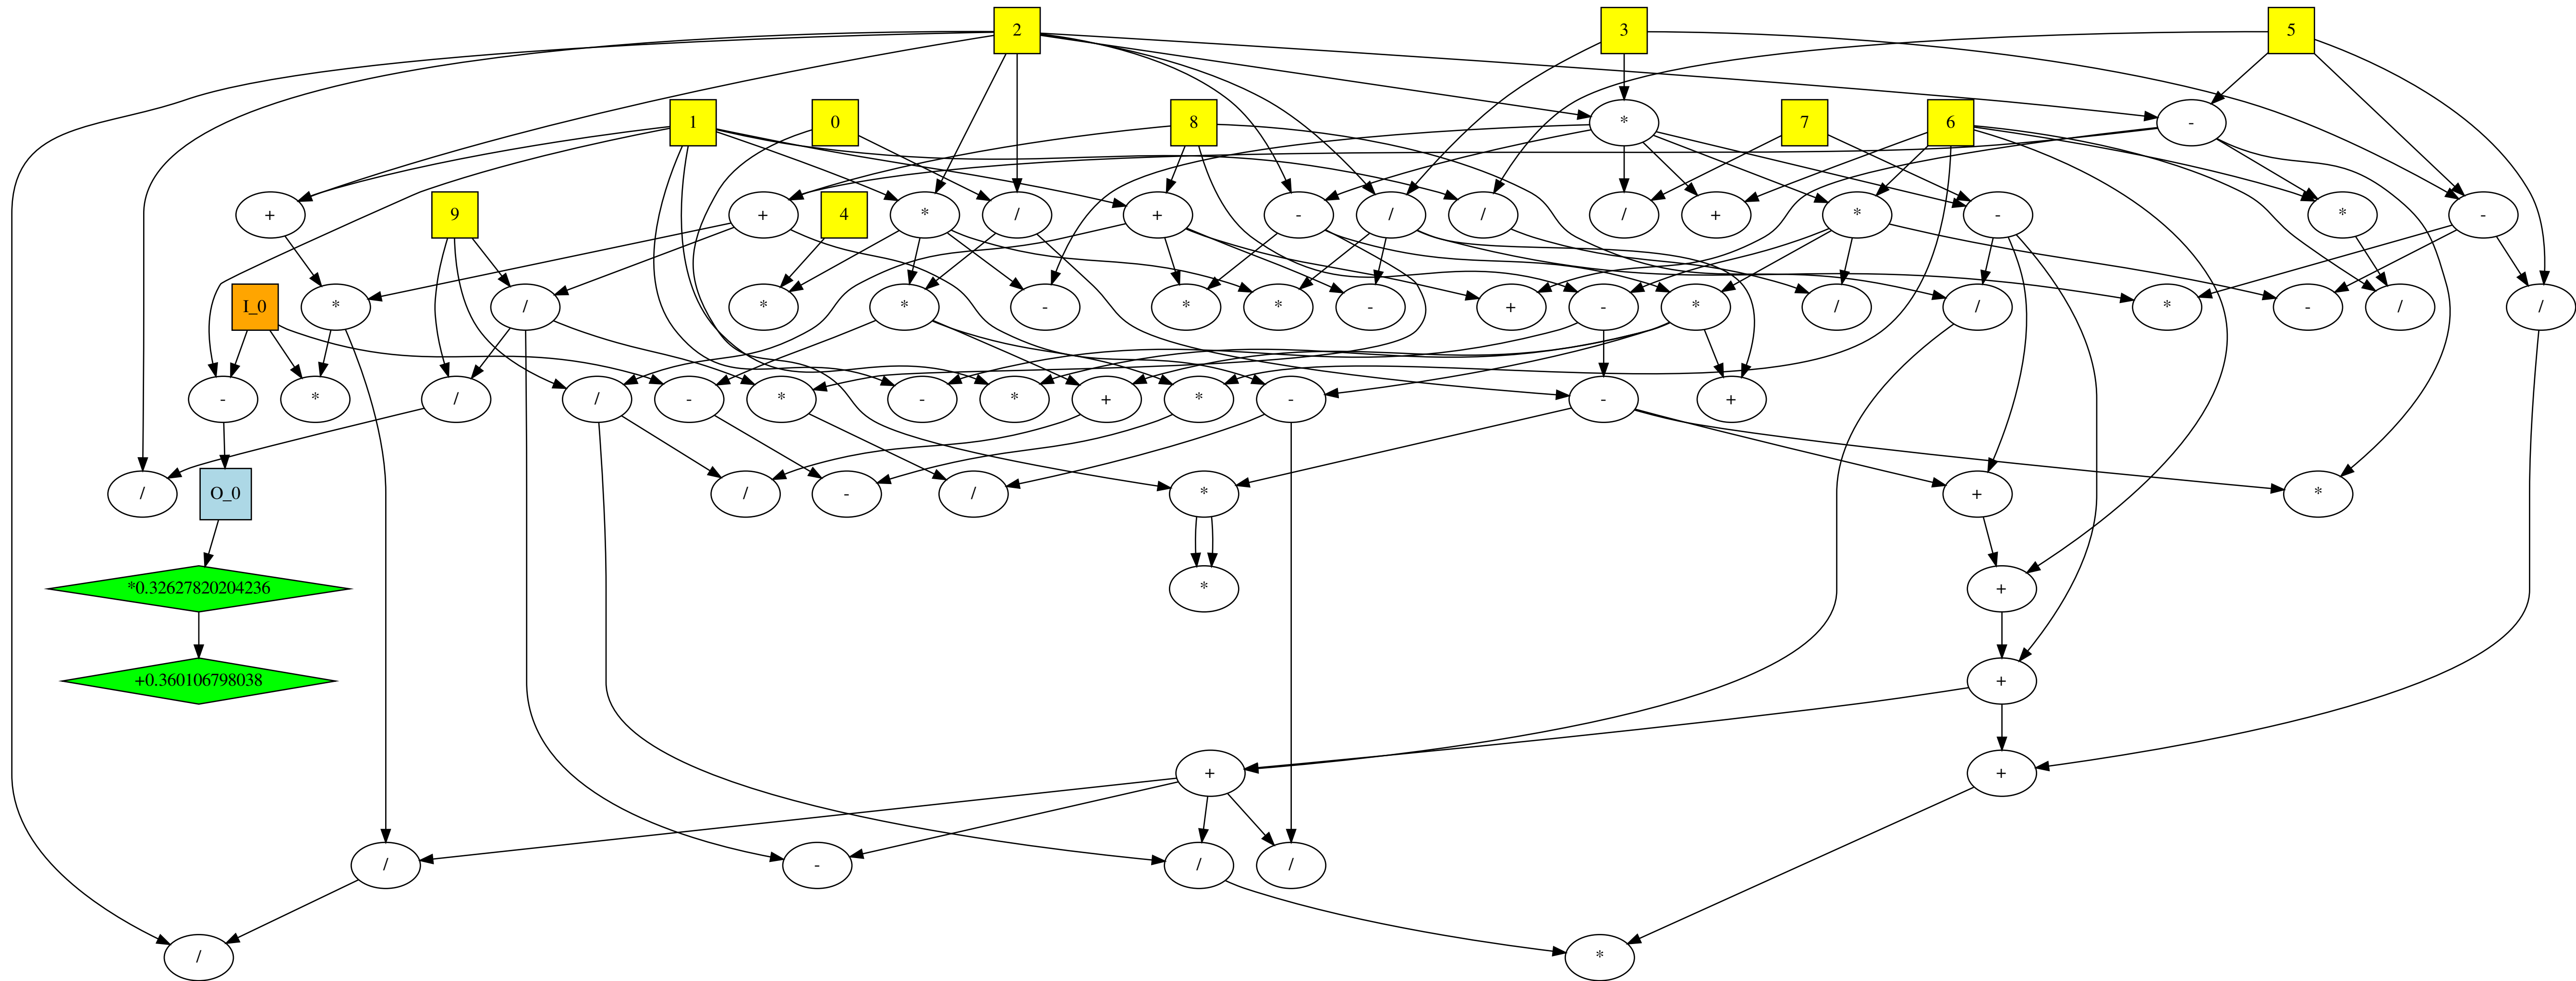 2 3 5
1 0 8 * 7 6 -
+ 9 + 4 * / + - / / / + * - * -
I_0 * / * * - * * - + - * / / * - / /
- * / / - * - * + * - - +
/ O_0 / - / * + *
*0.32627820204236 * +
+0.360106798038 +
+ +
/ - / /
/ *